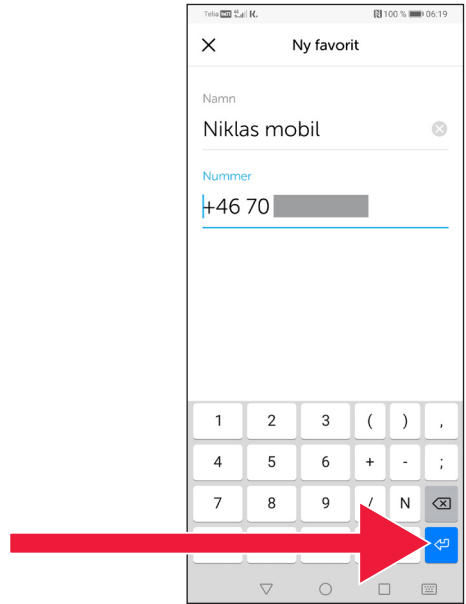 Telia 4G K. N 100 % 06:19
Ny favorit
Namn
Niklas mobil
Nummer
+46 70
1 2 3 ( ) ,
4 5 6 + - ;
7 8 9 / N